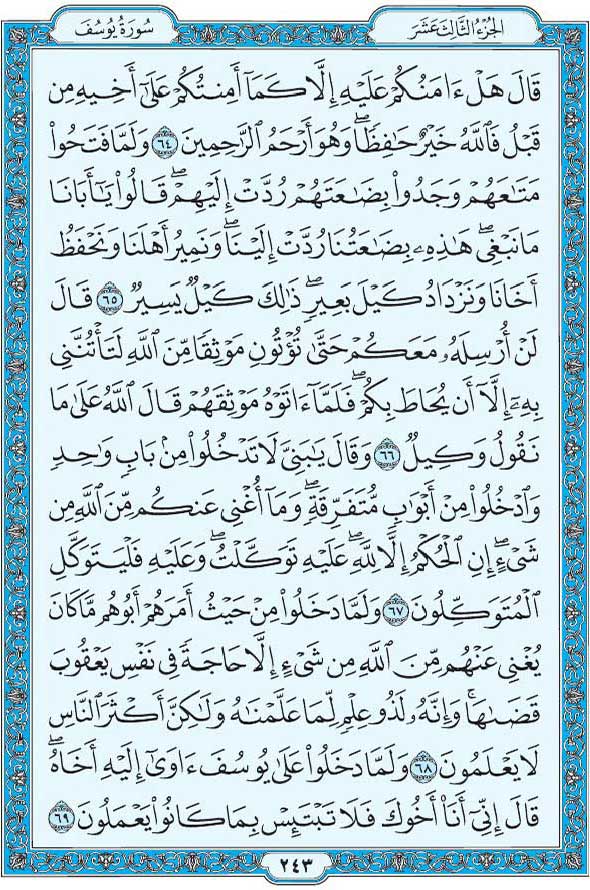 الجزء الثالث عشر
سورة يوسف
قَالَ هَلْ ءَامَنُكُمْ عَلَيْهِ إِلَّا كَمَآ أَمِنتُكُمْ عَلَىٰٓ أَخِيهِ مِن
قَبْلُ فَٱللَّهُ خَيْرٌ حَٰفِظًا ۖ وَهُوَ أَرْحَمُ ٱلرَّٰحِمِينَ ٦٤ وَلَمَّا فَتَحُوا۟
مَتَٰعَهُمْ وَجَدُوا۟ بِضَٰعَتَهُمْ رُدَّتْ إِلَيْهِمْ ۖ قَالُوا۟ يَٰٓأَبَانَا
مَا نَبْغِى ۖ هَٰذِهِۦ بِضَٰعَتُنَا رُدَّتْ إِلَيْنَا ۖ وَنَمِيرُ أَهْلَنَا وَنَحْفَظُ
أَخَانَا وَنَزْدَادُ كَيْلَ بَعِيرٍ ۖ ذَٰلِكَ كَيْلٌ يَسِيرٌ ٦٥ قَالَ
لَنْ أُرْسِلَهُۥ مَعَكُمْ حَتَّىٰ تُؤْتُونِ مَوْثِقًا مِّنَ ٱللَّهِ لَتَأْتُنَّنِى
بِهِۦٓ إِلَّآ أَن يُحَاطَ بِكُمْ ۖ فَلَمَّآ ءَاتَوْهُ مَوْثِقَهُمْ قَالَ ٱللَّهُ عَلَىٰ مَا
نَقُولُ وَكِيلٌ ٦٦ وَقَالَ يَٰبَنِىَّ لَا تَدْخُلُوا۟ مِنۢ بَابٍ وَٰحِدٍ
وَٱدْخُلُوا۟ مِنْ أَبْوَٰبٍ مُّتَفَرِّقَةٍ ۖ وَمَآ أُغْنِى عَنكُم مِّنَ ٱللَّهِ مِن
شَىْءٍ ۖ إِنِ ٱلْحُكْمُ إِلَّا لِلَّهِ ۖ عَلَيْهِ تَوَكَّلْتُ ۖ وَعَلَيْهِ فَلْيَتَوَكَّلِ
ٱلْمُتَوَكِّلُونَ ٦٧ وَلَمَّا دَخَلُوا۟ مِنْ حَيْثُ أَمَرَهُمْ أَبُوهُم مَّا كَانَ
يُغْنِى عَنْهُم مِّنَ ٱللَّهِ مِن شَىْءٍ إِلَّا حَاجَةً فِى نَفْسِ يَعْقُوبَ
قَضَىٰهَا ۚ وَإِنَّهُۥ لَذُو عِلْمٍ لِّمَا عَلَّمْنَٰهُ وَلَٰكِنَّ أَكْثَرَ ٱلنَّاسِ
لَا يَعْلَمُونَ ٦٨ وَلَمَّا دَخَلُوا۟ عَلَىٰ يُوسُفَ ءَاوَىٰٓ إِلَيْهِ أَخَاهُ ۖ
قَالَ إِنِّىٓ أَنَا۠ أَخُوكَ فَلَا تَبْتَئِسْ بِمَا كَانُوا۟ يَعْمَلُونَ ٦٩
٢٤٣